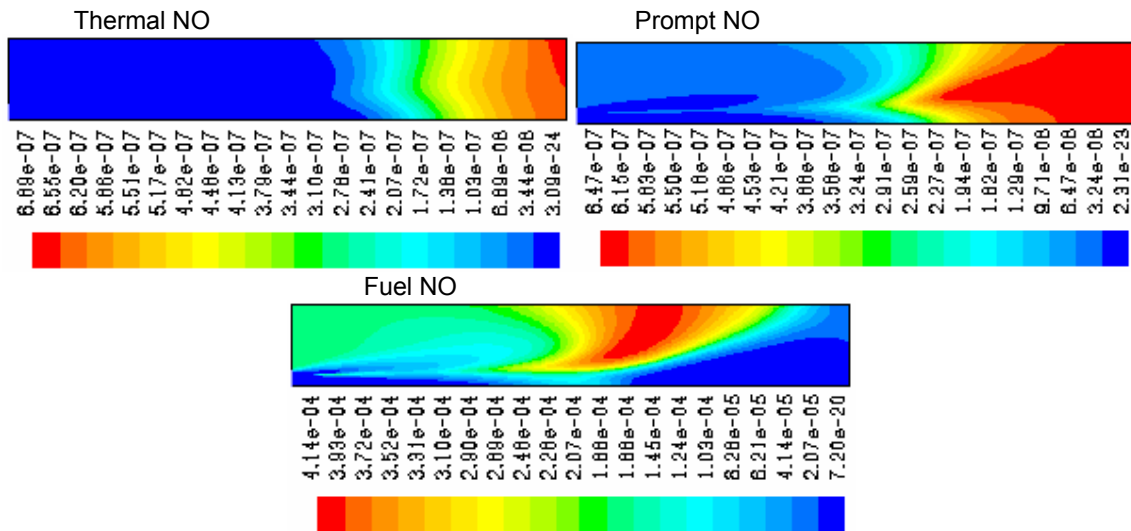 Thermal NO
Prompt NO
6.89e-07
6.55e-07
6.20e-07
5.86e-07
5.51e-07
5.17e-07
4.82e-07
4.48e-07
4.13e-07
3.79e-07
3.44e-07
3.10e-07
2.76e-07
2.41e-07
2.07e-07
1.72e-07
1.38e-07
1.03e-07
6.89e-08
3.44e-08
3.09e-24
6.47e-07
6.15e-07
5.83e-07
5.50e-07
5.18e-07
4.86e-07
4.53e-07
4.21e-07
3.88e-07
3.56e-07
3.24e-07
2.91e-07
2.59e-07
2.27e-07
1.94e-07
1.62e-07
1.29e-07
9.71e-08
6.47e-08
3.24e-08
2.31e-23
Fuel NO
4.14e-04
3.93e-04
3.72e-04
3.52e-04
3.31e-04
3.10e-04
2.90e-04
2.69e-04
2.48e-04
2.28e-04
2.07e-04
1.86e-04
1.66e-04
1.45e-04
1.24e-04
1.03e-04
8.28e-05
6.21e-05
4.14e-05
2.07e-05
7.20e-20